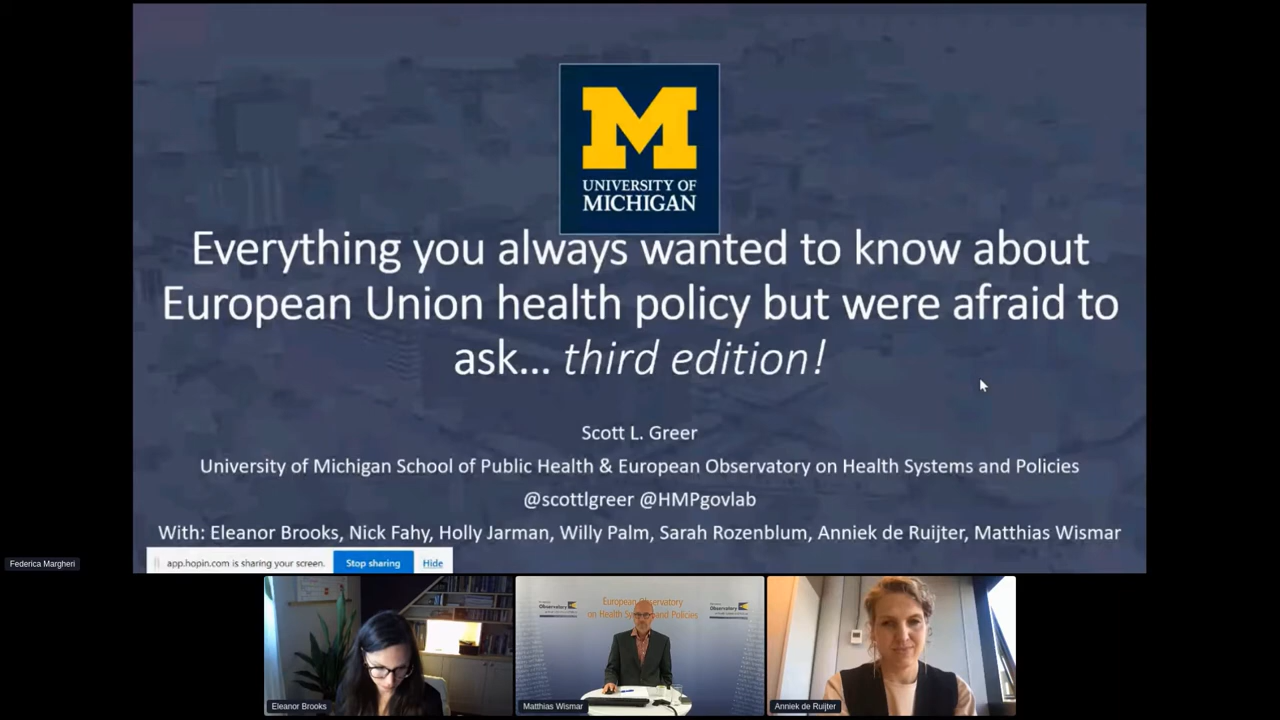 M
UNIVERSITY OF
MICHIGAN
Everything you always wanted to know about
European Union health policy but were afraid to
ask... third edition!
Scott L. Greer
University of Michigan School of Public Health & European Observatory on Health Systems and Policies
@scottlgreer @HMPgovlab
With: Eleanor Brooks, Nick Fahy, Holly Jarman, Willy Palm, Sarah Rozenblum, Anniek de Ruijter, Matthias Wismar
app.hopin.com is sharing your screen.
Stop sharing
Hide
Federica Margheri
European Observatory
on Health Systems and Policies
Observatory
Observatory
Eleanor Brooks
Matthias Wismar
Anniek de Ruijter